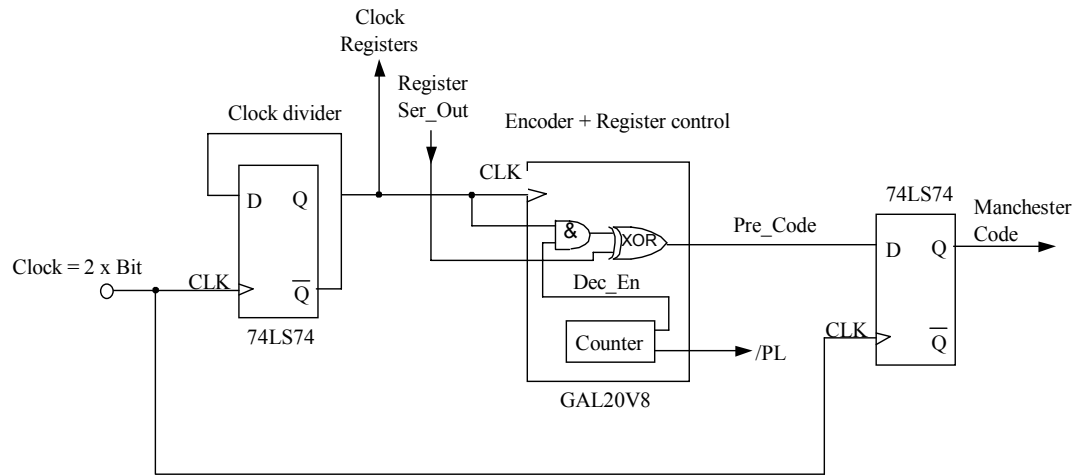 Clock
Registers
Register
Ser_Out
Clock divider
Encoder + Register control
CLK
D
Q
Q
CLK
74LS74
Clock = 2 x Bit
&
XOR
Dec_En
Counter
/PL
GAL20V8
Pre_Code
74LS74
D
Q
CLK
Q
Manchester
Code